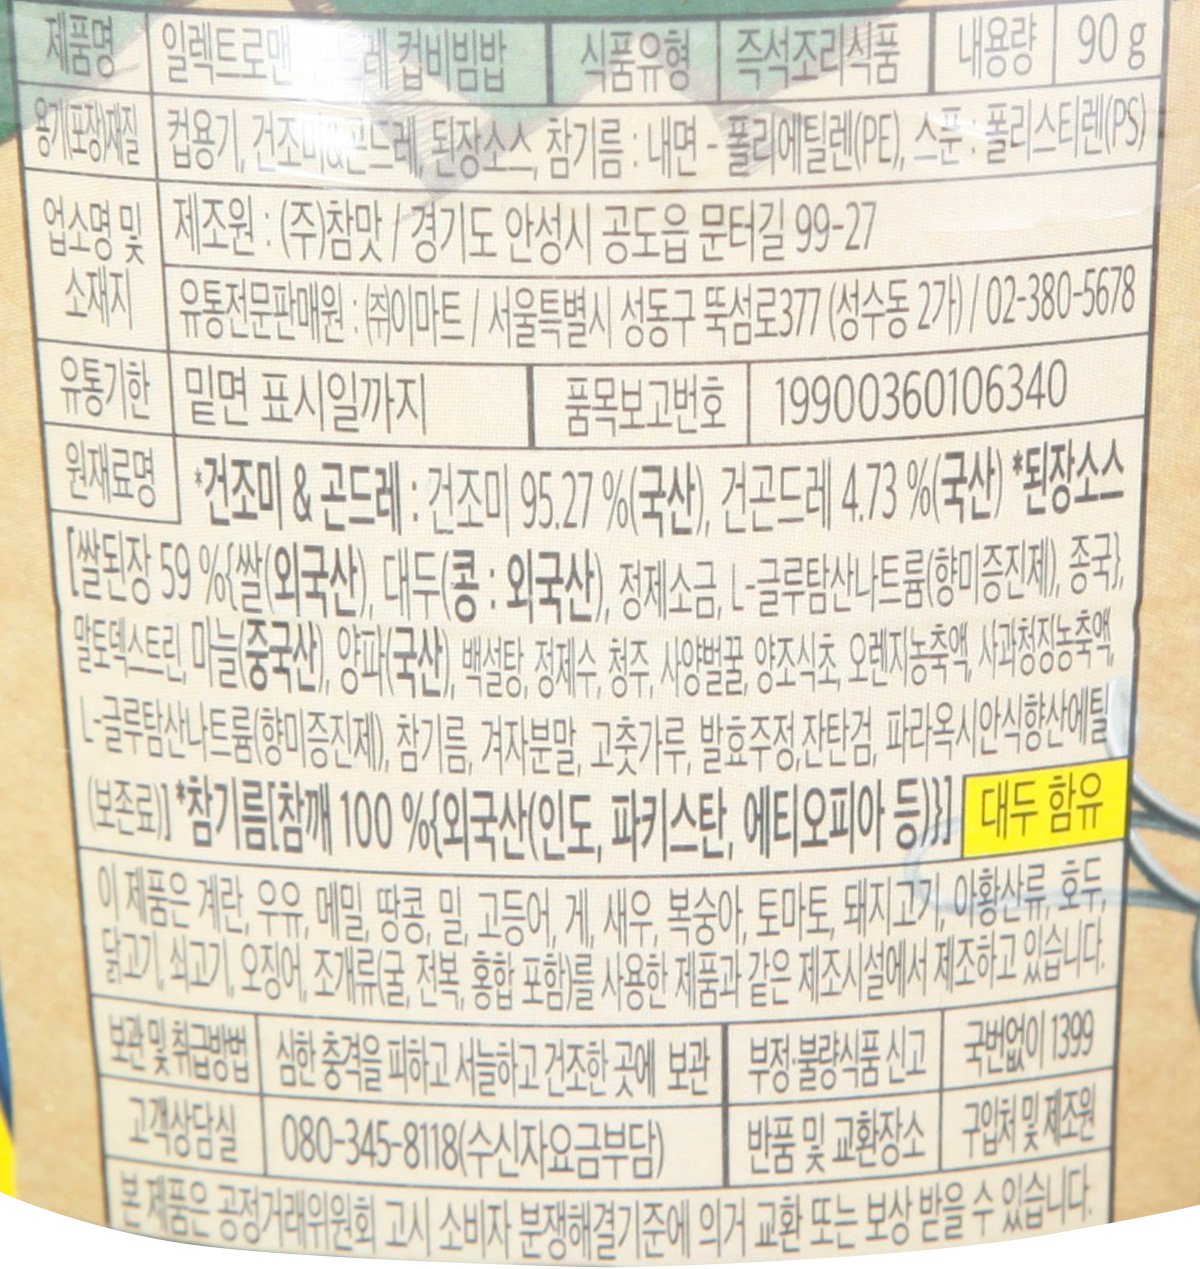 제품명 일렉트로맨 레 컵비빔밥 식품유형 즉석조리식품 내용량 90 g
용기(포장)재질 컵용기, 건조미&곤드레, 된장소스, 참기름 : 내면 - 폴리에틸렌(PE), 스푼 : 폴리스티렌(PS)
업소명 및 소재지 제조원 : (주)참맛 / 경기도 안성시 공도읍 문터길 99-27
유통전문판매원 : ㈜이마트 / 서울특별시 성동구 뚝섬로377 (성수동 2가) / 02-380-5678
유통기한 밑면 표시일까지 품목보고번호 19900360106340
원재료명 *건조미 & 곤드레 : 건조미 95.27 %(국산), 건곤드레 4.73 %(국산) *된장소스
[쌀된장 59 %{쌀(외국산), 대두(콩 : 외국산), 정제소금, L-글루탐산나트륨(향미증진제), 종국},
말토덱스트린, 마늘(중국산), 양파(국산), 백설탕, 정제수, 청주, 사양벌꿀, 양조식초, 오렌지농축액, 사과청징농축액,
L-글루탐산나트륨(향미증진제), 참기름, 겨자분말, 고춧가루, 발효주정,잔탄검, 파라옥시안식향산에틸
(보존료)] *참기름[참깨 100 %{외국산(인도, 파키스탄, 에티오피아 등)}] 대두 함유
이 제품은 계란, 우유, 메밀, 땅콩, 밀, 고등어, 게, 새우, 복숭아, 토마토, 돼지고기, 아황산류, 호두,
닭고기, 쇠고기, 오징어, 조개류(굴, 전복, 홍합 포함)를 사용한 제품과 같은 제조시설에서 제조하고 있습니다.
보관 및 취급방법 심한 충격을 피하고 서늘하고 건조한 곳에 보관 부정·불량식품 신고 국번없이 1399
고객상담실 080-345-8118(수신자요금부담) 반품 및 교환장소 구입처 및 제조원
본 제품은 공정거래위원회 고시 소비자 분쟁해결기준에 의거 교환 또는 보상 받을 수 있습니다.